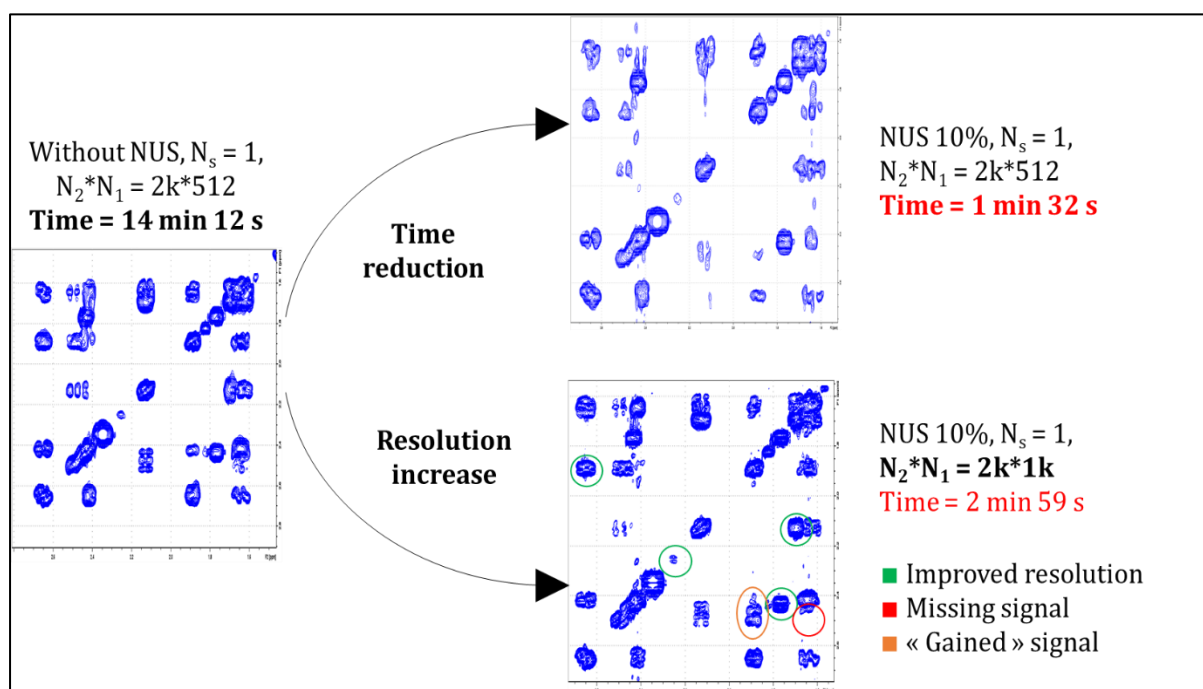 Without NUS, Nₛ = 1,
N₂*N₁ = 2k*512
Time = 14 min 12 s
Time
reduction
NUS 10%, Nₛ = 1,
N₂*N₁ = 2k*512
Time = 1 min 32 s
Resolution
increase
NUS 10%, Nₛ = 1,
N₂*N₁ = 2k*1k
Time = 2 min 59 s
Improved resolution
Missing signal
« Gained » signal